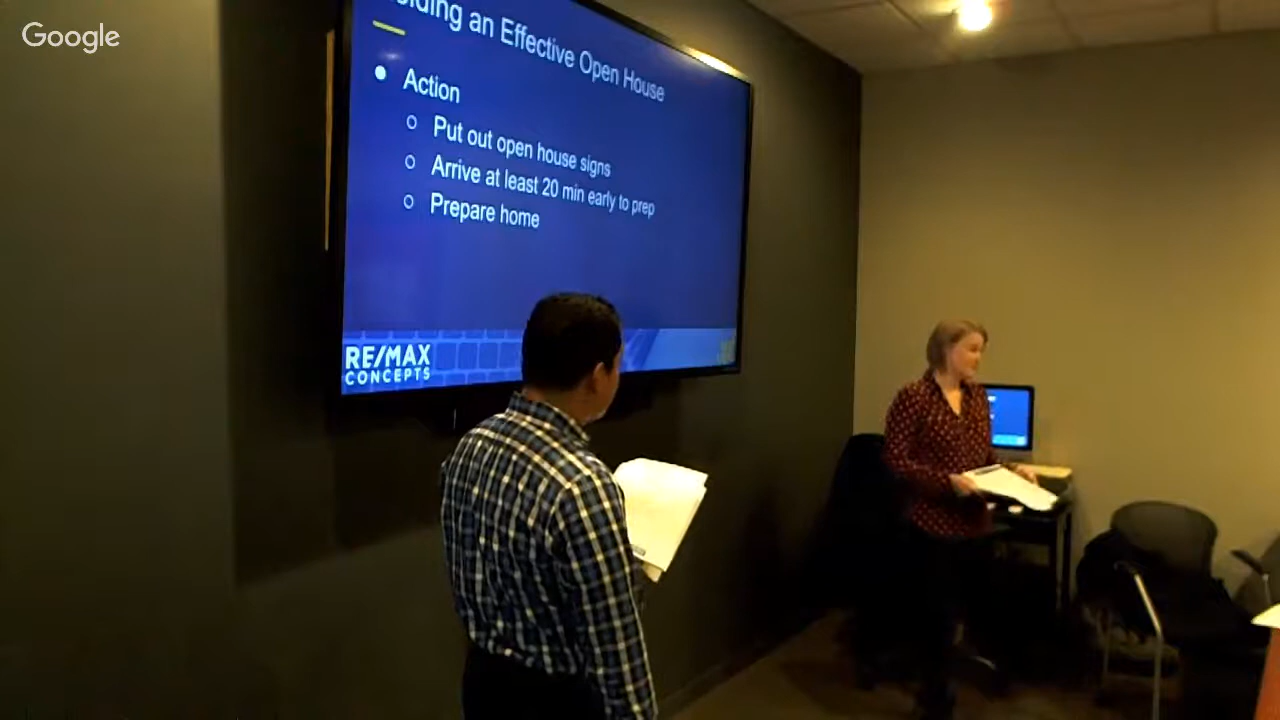 Google
an Effective Open House
Action
Put out open house signs
Arrive at least 20 min early to prep
Prepare home
RE/MAX
CONCEPTS